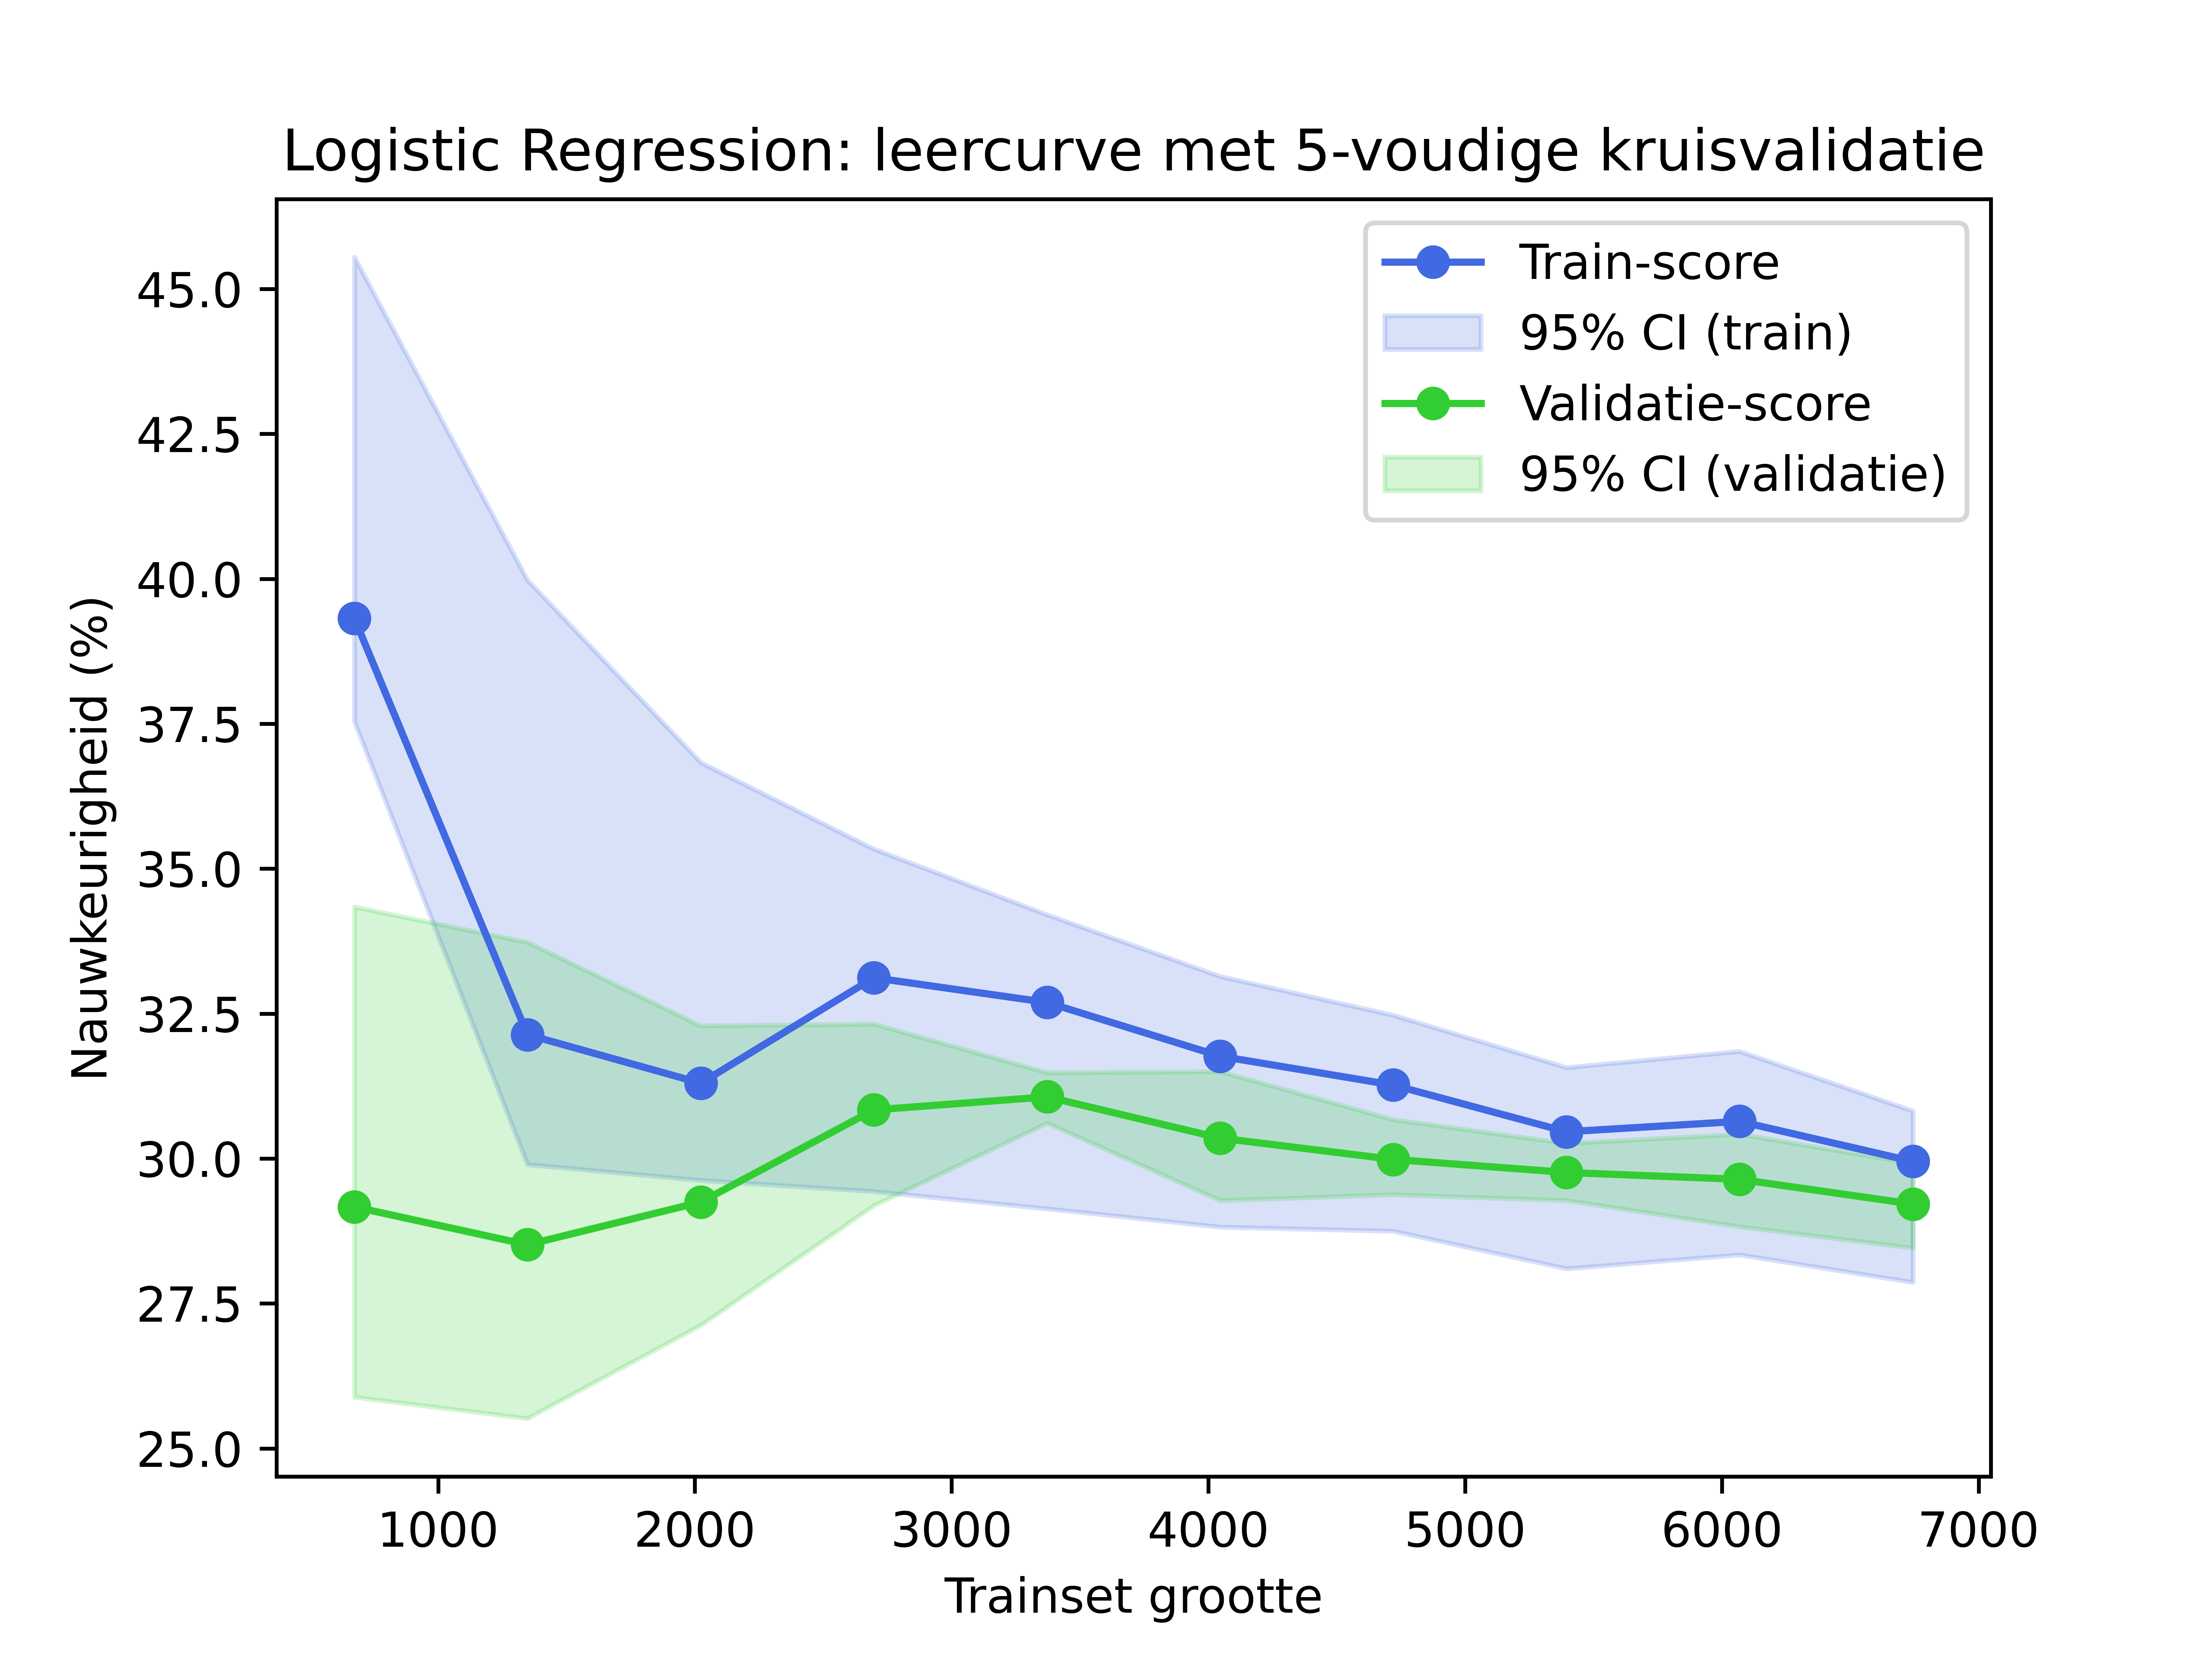 Logistic Regression: leercurve met 5-voudige kruisvalidatie
Train-score
95% CI (train)
Validatie-score
95% CI (validatie)
Nauwkeurigheid (%)
45.0
42.5
40.0
37.5
35.0
32.5
30.0
27.5
25.0
1000 2000 3000 4000 5000 6000 7000
Trainset grootte